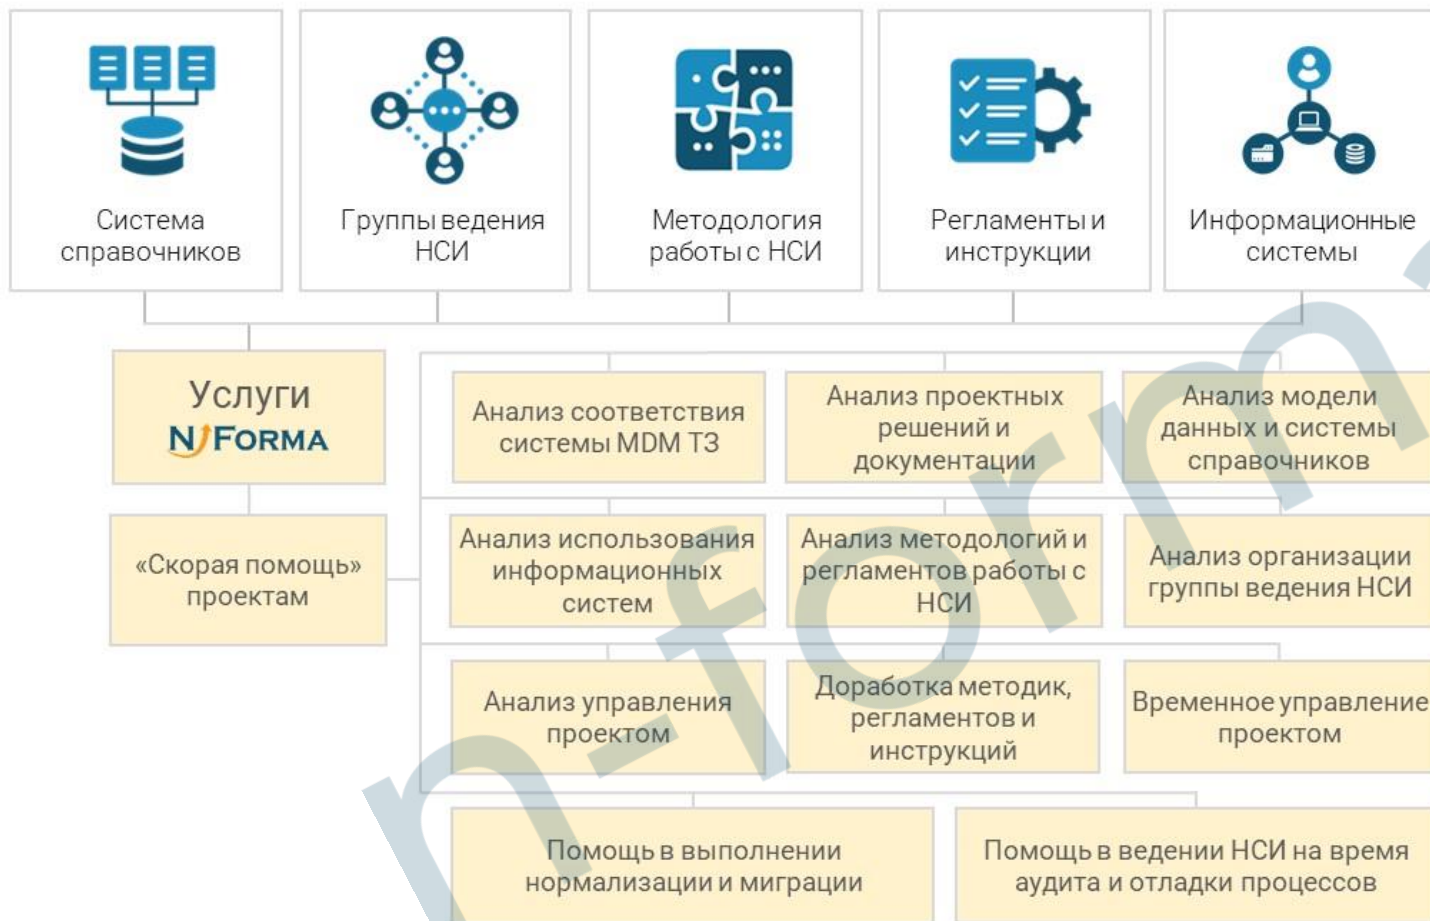 Система
справочников
Группы ведения
НСИ
Методология
работы с НСИ
Регламенты и
инструкции
Информационные
системы
Услуги
N/FORMA
Анализ соответствия
системы MDM ТЗ
Анализ проектных
решений и
документации
Анализ модели
данных и системы
справочников
«Скорая помощь»
проектам
Анализ использования
информационных
систем
Анализ методологий и
регламентов работы с
НСИ
Анализ организации
группы ведения НСИ
Анализ управления
проектом
Доработка методик,
регламентов и
инструкций
Временное управление
проектом
Помощь в выполнении
нормализации и миграции
Помощь в ведении НСИ на время
аудита и отладки процессов
n-form